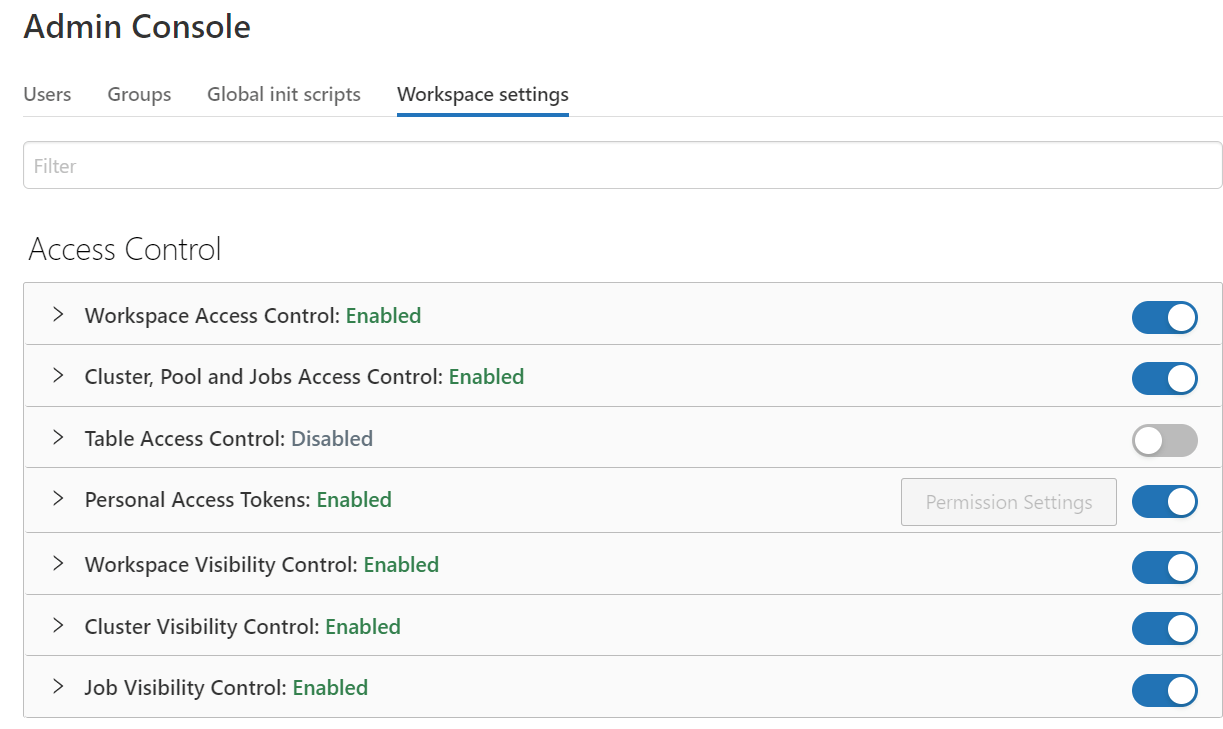 Admin Console
Users Groups Global init scripts Workspace settings
Filter
Access Control
Workspace Access Control: Enabled
Cluster, Pool and Jobs Access Control: Enabled
Table Access Control: Disabled
Personal Access Tokens: Enabled Permission Settings
Workspace Visibility Control: Enabled
Cluster Visibility Control: Enabled
Job Visibility Control: Enabled